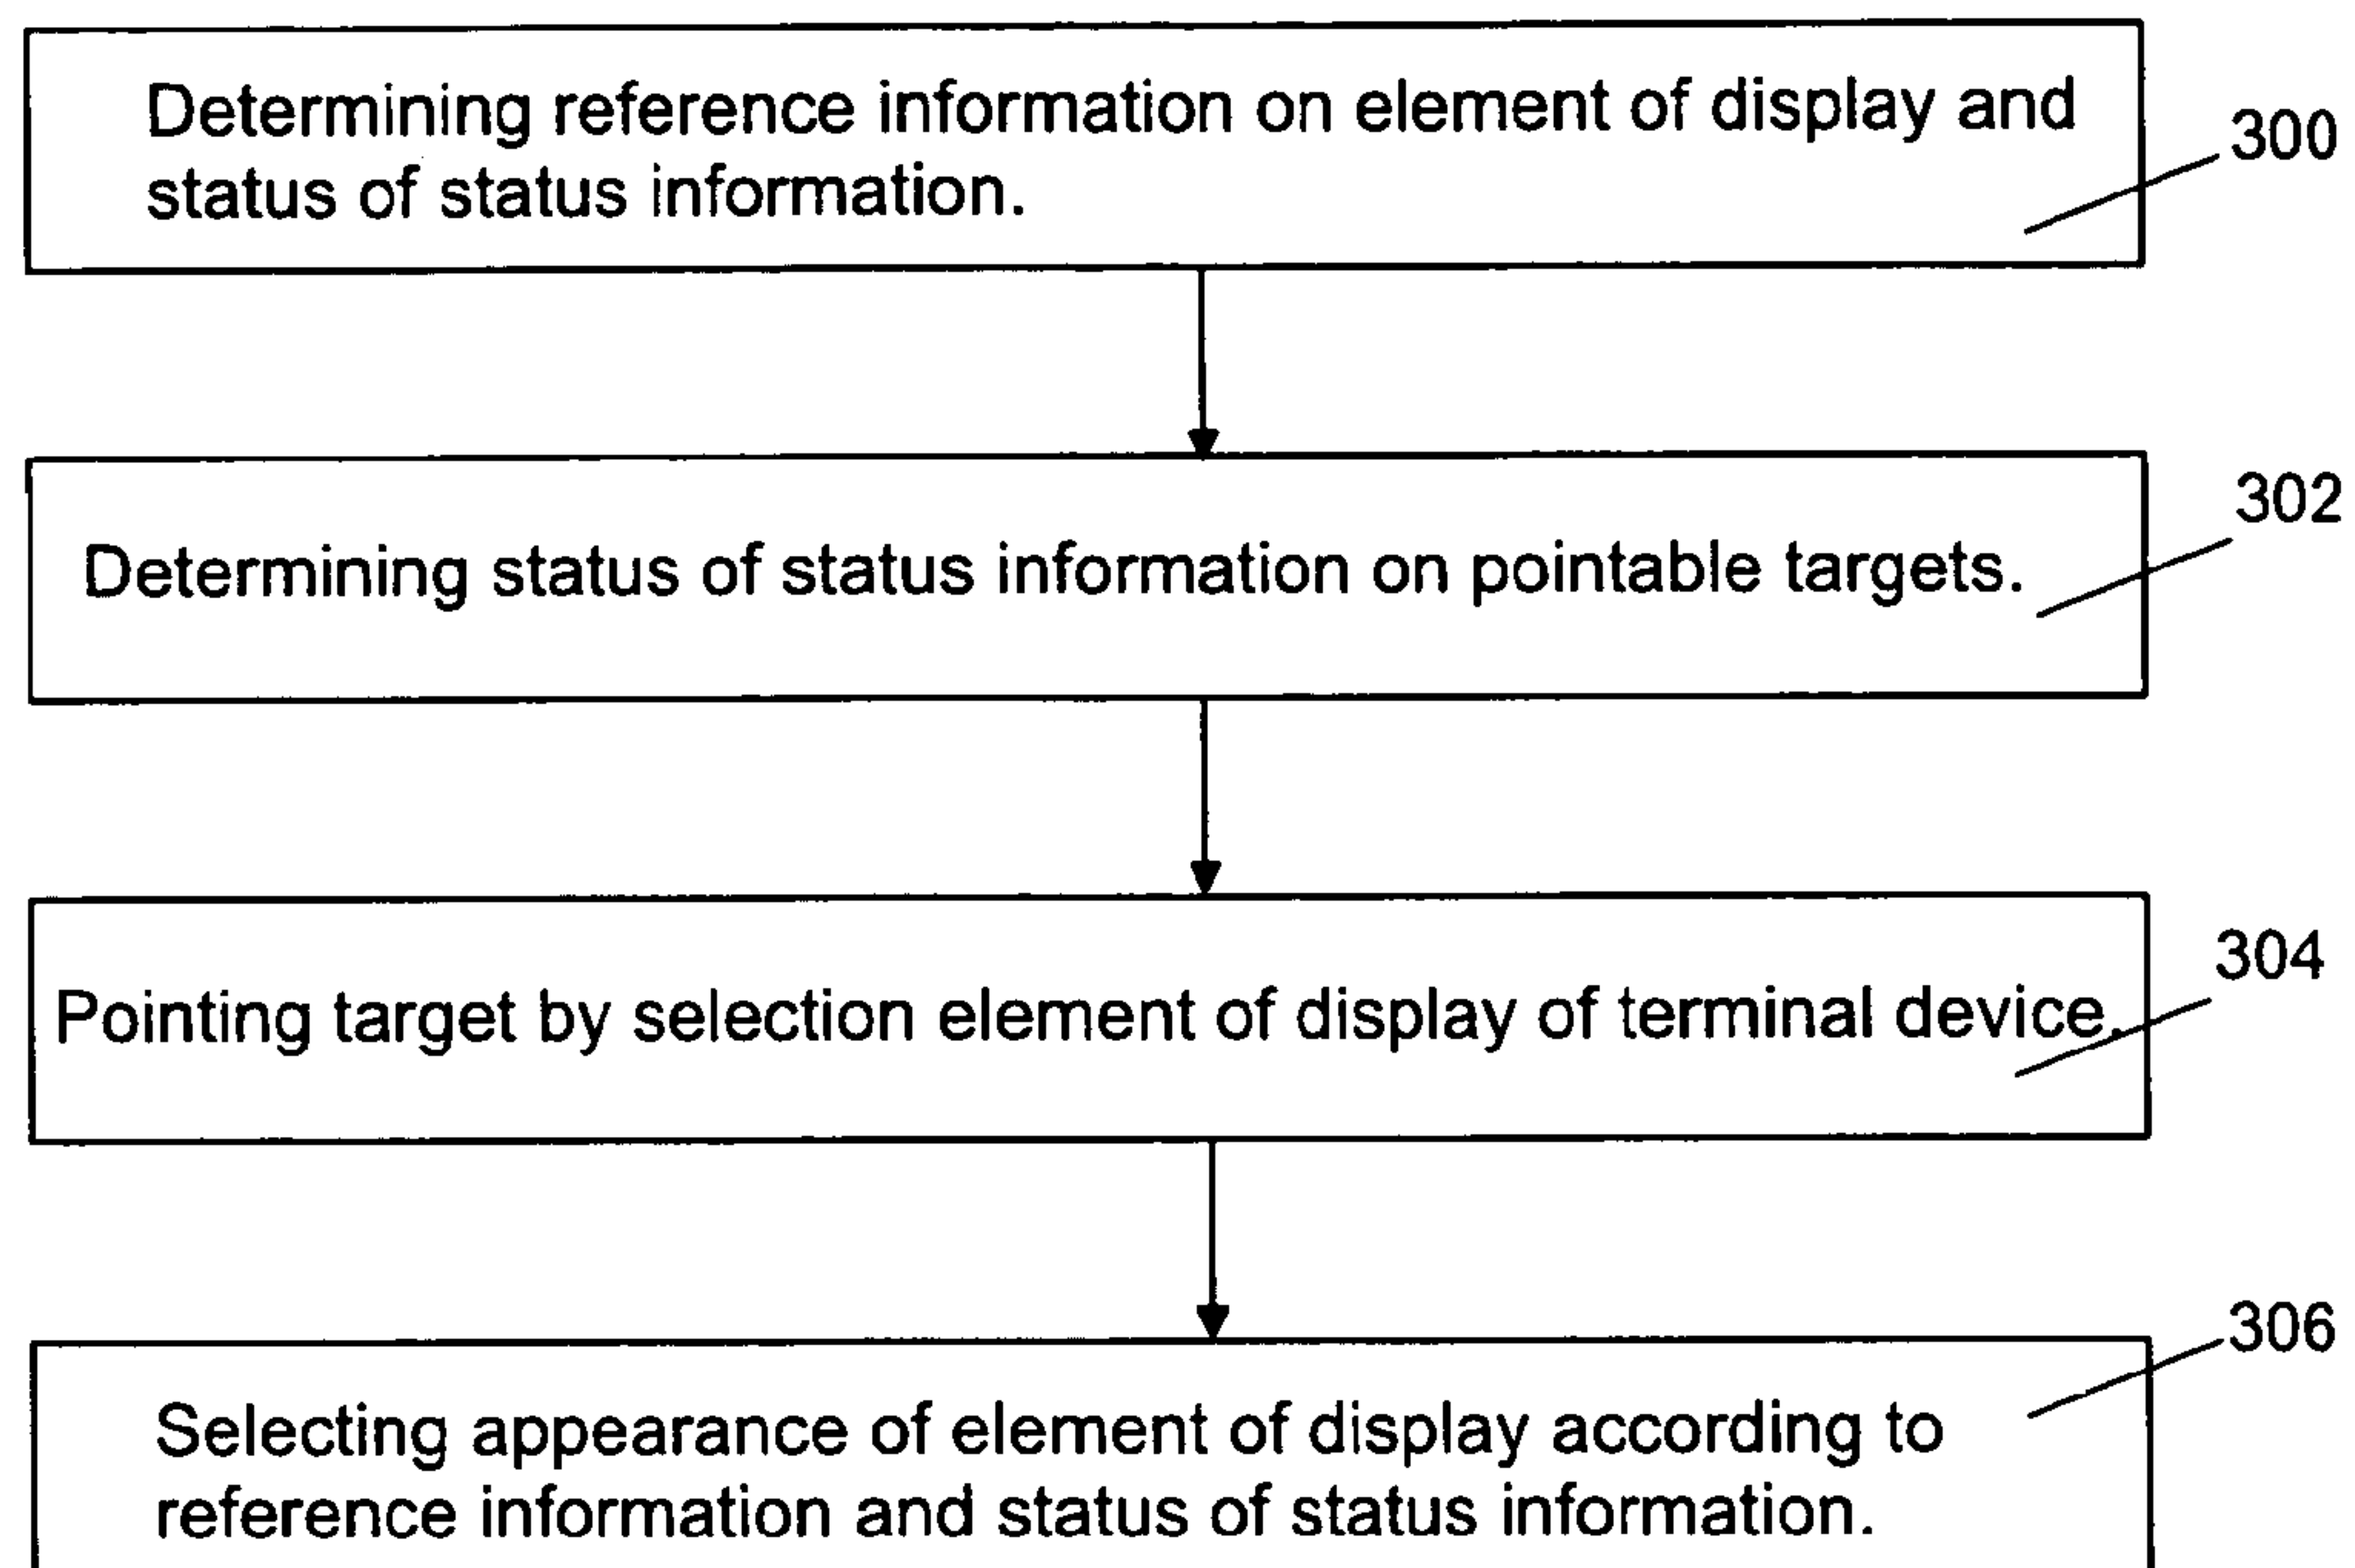 Determining reference information on element of display and
status of status information.
300
302
Determining status of status information on pointable targets.
304
Pointing target by selection element of display of terminal device.
306
Selecting appearance of element of display according to
reference information and status of status information.